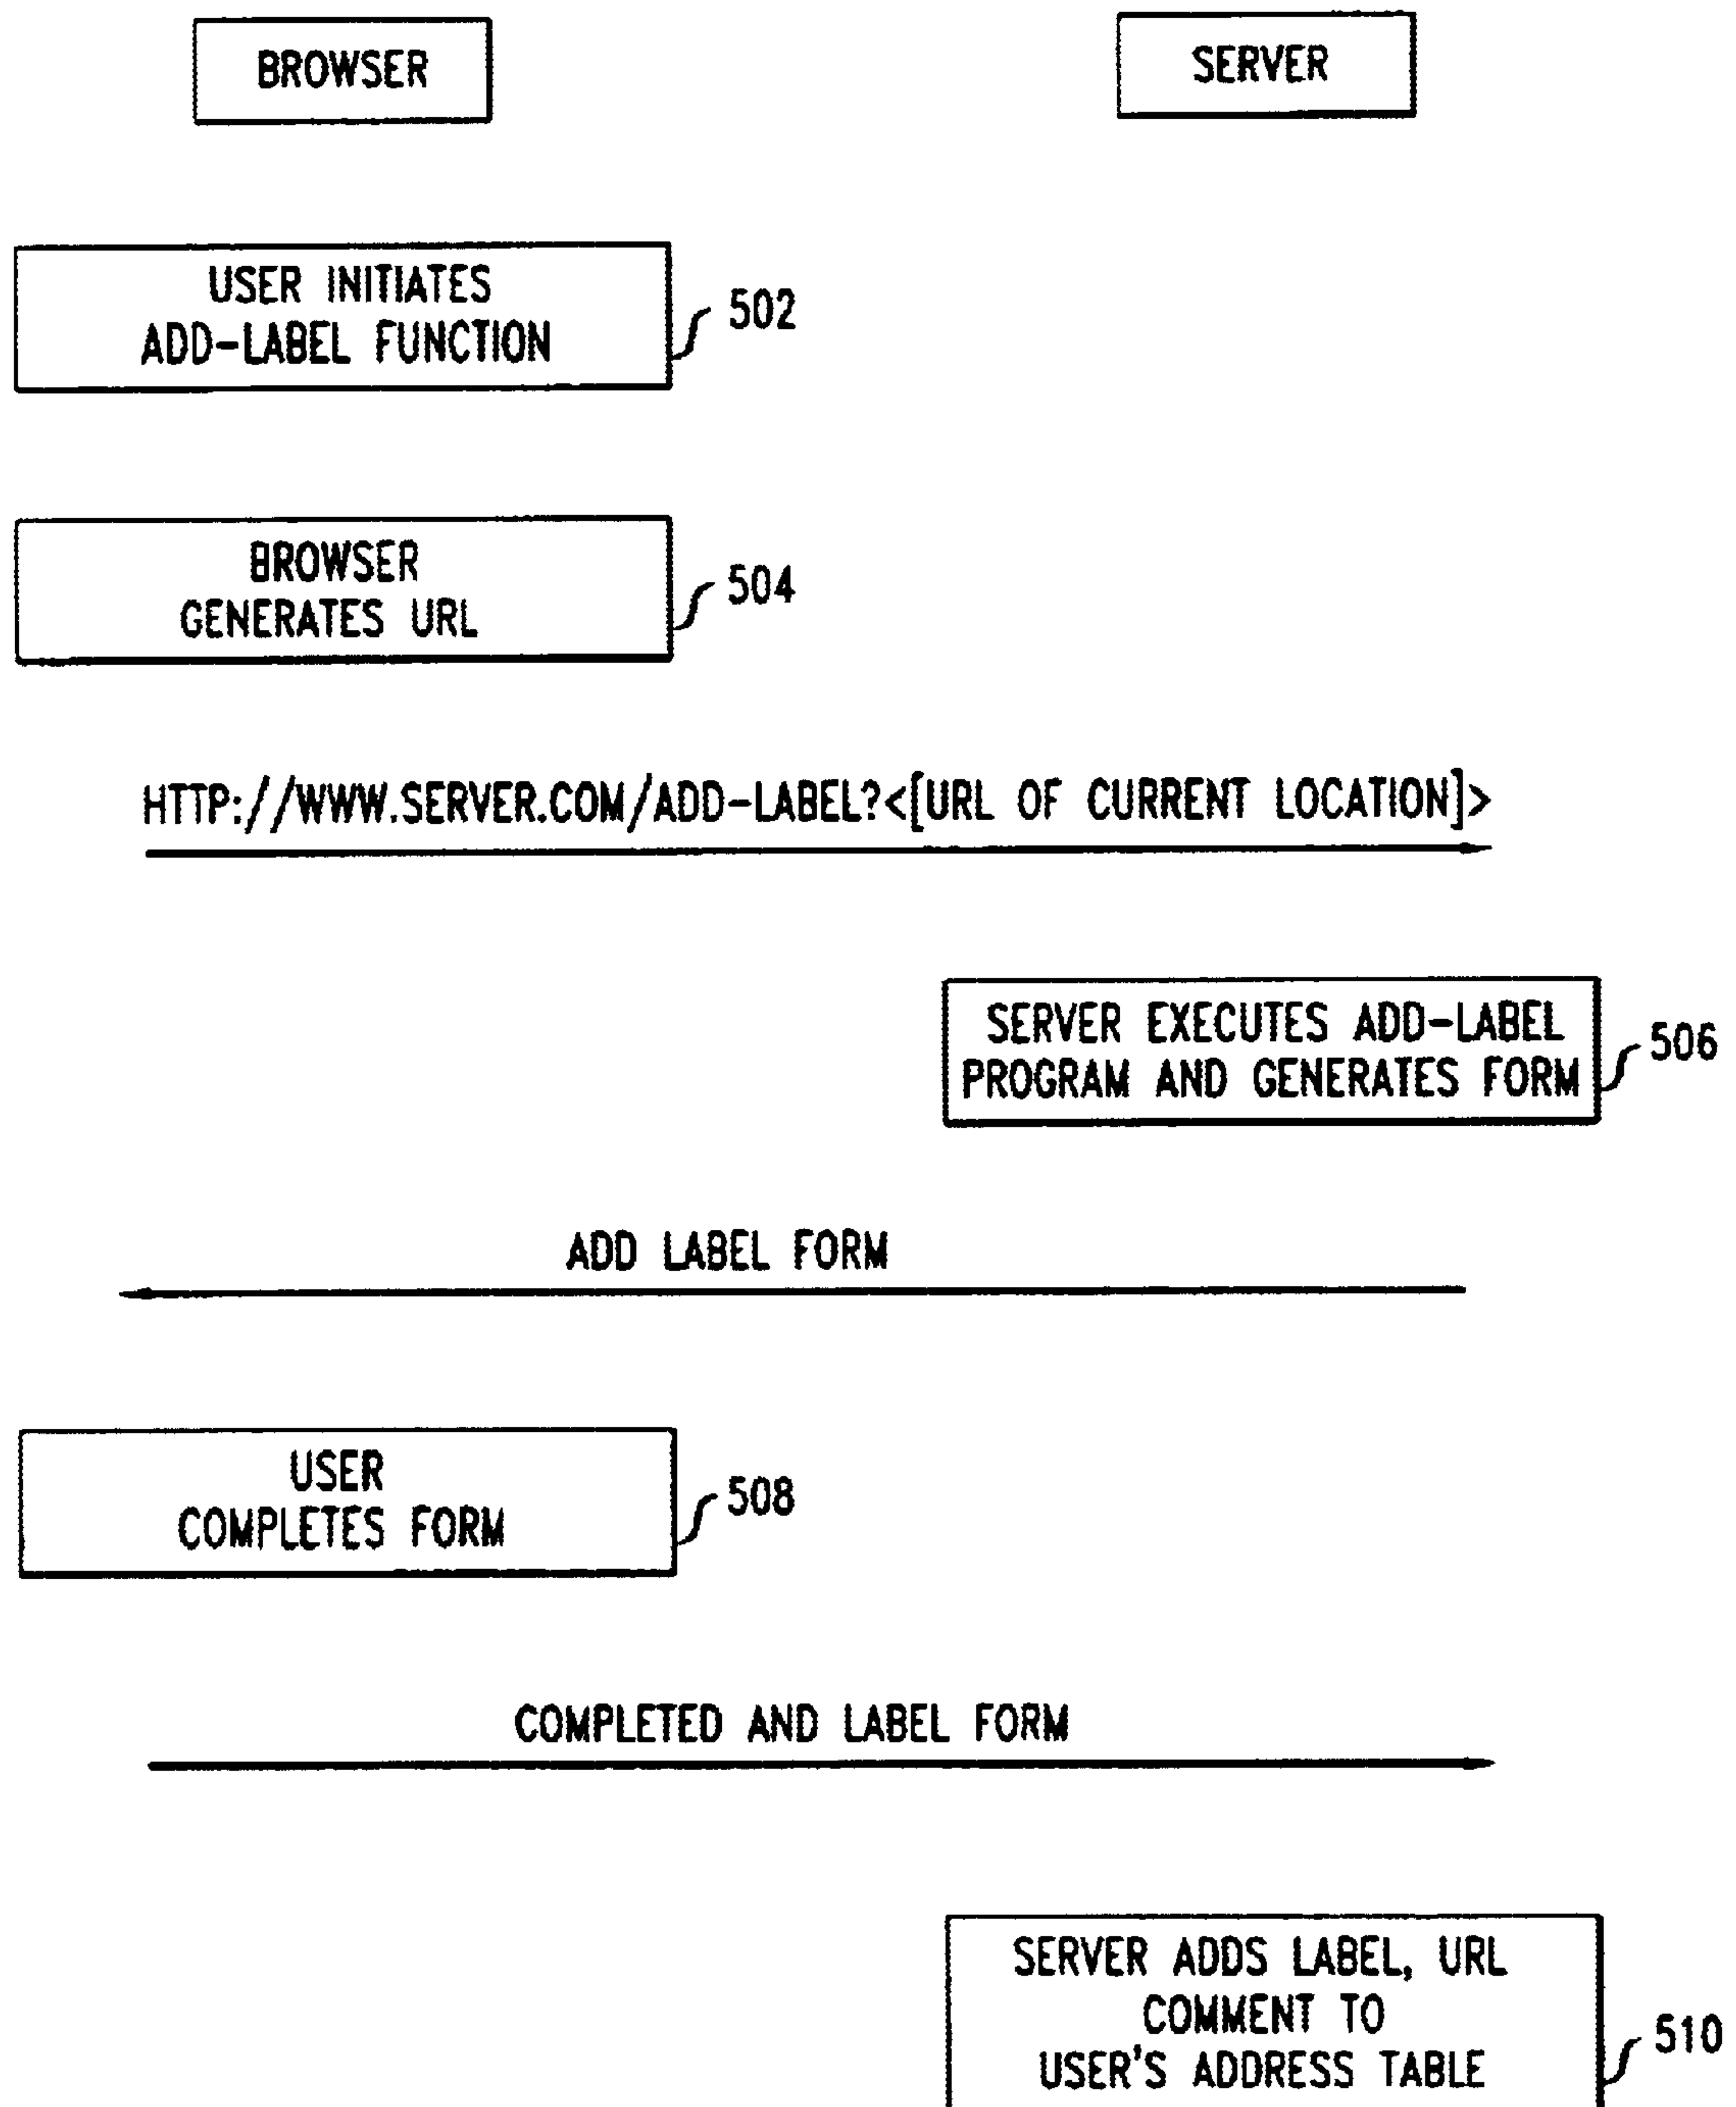 BROWSER
SERVER
USER INITIATES
ADD-LABEL FUNCTION
502
BROWSER
GENERATES URL
504
HTTP://WWW.SERVER.COM/ADD-LABEL?<[URL OF CURRENT LOCATION]>
SERVER EXECUTES ADD-LABEL
PROGRAM AND GENERATES FORM
506
ADD LABEL FORM
USER
COMPLETES FORM
508
COMPLETED AND LABEL FORM
SERVER ADDS LABEL, URL
COMMENT TO
USER'S ADDRESS TABLE
510